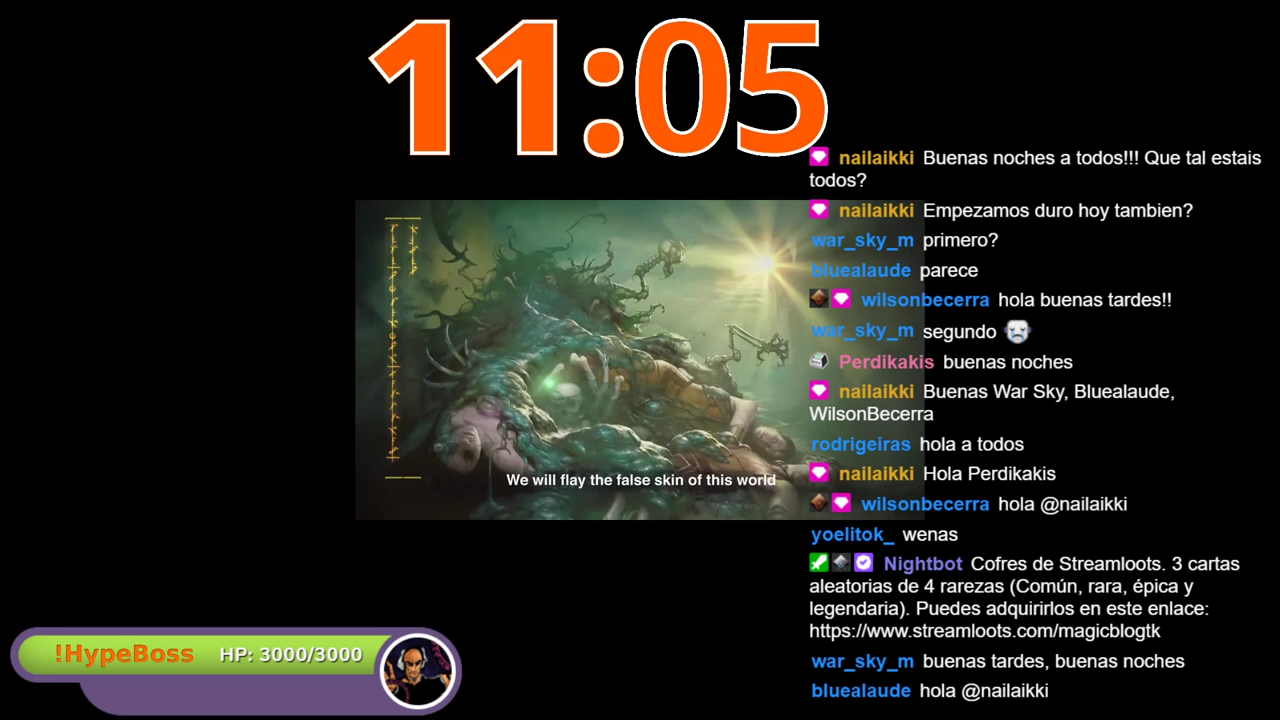 11:05
nailaikki Buenas noches a todos!!! Que tal estais
todos?
nailaikki Empezamos duro hoy tambien?
war_sky_m primero?
bluealaude parece
wilsonbecerra hola buenas tardes!!
war_sky_m segundo
Perdikakis buenas noches
nailaikki Buenas War Sky, Bluealaude,
WilsonBecerra
rodrigeiras hola a todos
nailaikki Hola Perdikakis
We will flay the false skin of this world
wilsonbecerra hola @nailaikki
yoelitok_ wenas
Nightbot Cofres de Streamloots. 3 cartas
aleatorias de 4 rarezas (Común, rara, épica y
legendaria). Puedes adquirirlos en este enlace:
https://www.streamloots.com/magicblogtk
war_sky_m buenas tardes, buenas noches
bluealaude hola @nailaikki
!HypeBoss HP: 3000/3000